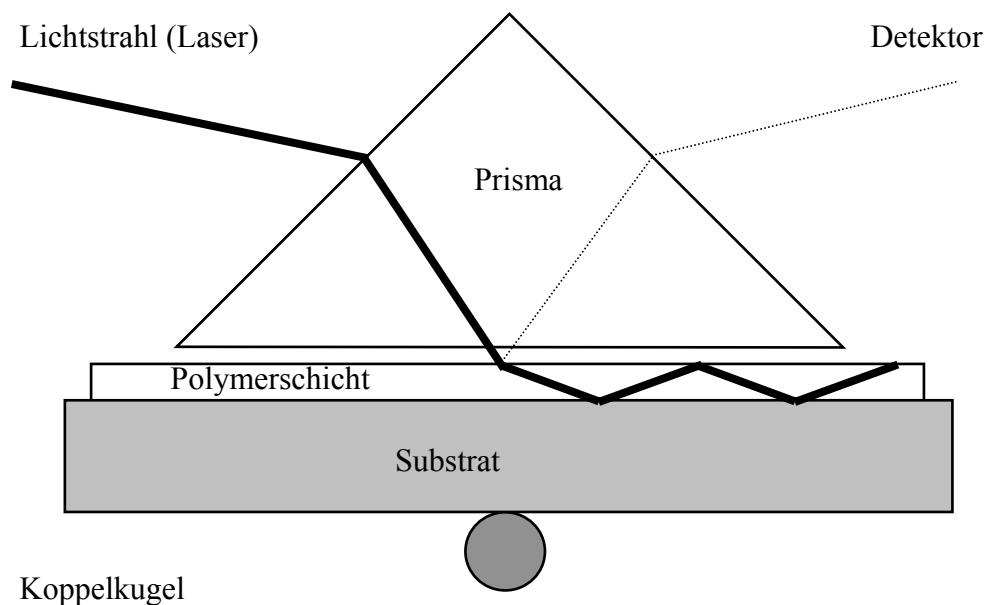 Lichtstrahl (Laser)
Detektor
Prisma
Polymerschicht
Substrat
Koppelkugel